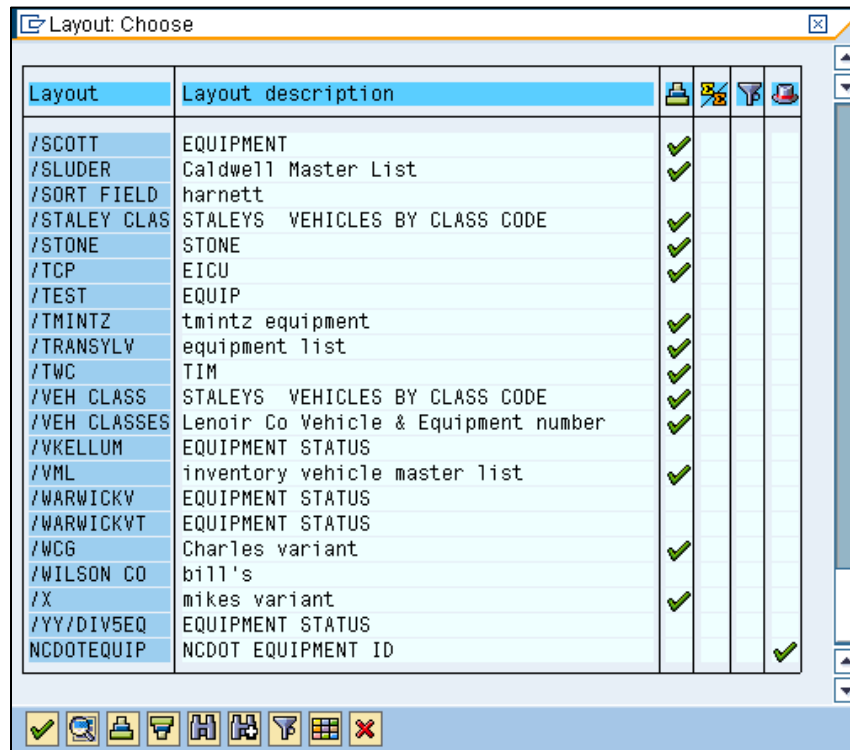 Layout: Choose
Layout Layout description
/SCOTT EQUIPMENT
/SLUDER Caldwell Master List
/SORT FIELD harnett
/STALEY CLAS STALEYS  VEHICLES BY CLASS CODE
/STONE STONE
/TCP EICU
/TEST EQUIP
/TMINTZ tmintz equipment
/TRANSYLV equipment list
/TWC TIM
/VEH CLASS STALEYS  VEHICLES BY CLASS CODE
/VEH CLASSES Lenoir Co Vehicle & Equipment number
/VKELLUM EQUIPMENT STATUS
/VML inventory vehicle master list
/WARWICKV EQUIPMENT STATUS
/WARWICKVT EQUIPMENT STATUS
/WCG Charles variant
/WILSON CO bill's
/X mikes variant
/YY/DIV5EQ EQUIPMENT STATUS
NCDOTEQUIP NCDOT EQUIPMENT ID